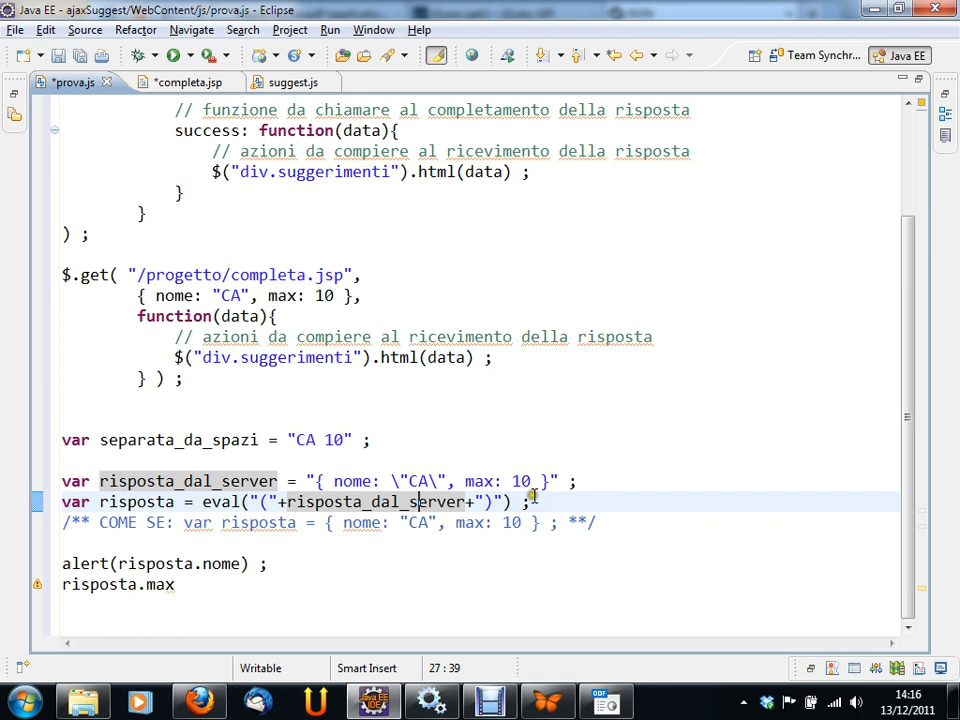 Java EE - ajaxSuggest/WebContent/js/prova.js - Eclipse
File Edit Source Refactor Navigate Search Project Run Window Help
Team Synchr... Java EE
*prova.js *completa.jsp suggest.js
// funzione da chiamare al completamento della risposta
success: function(data){
// azioni da compiere al ricevimento della risposta
$("div.suggerimenti").html(data) ;
}
}
) ;
$.get( "/progetto/completa.jsp",
{ nome: "CA", max: 10 },
function(data){
// azioni da compiere al ricevimento della risposta
$("div.suggerimenti").html(data) ;
} ) ;
var separata_da_spazi = "CA 10" ;
var risposta_dal_server = "{ nome: \"CA\", max: 10 }" ;
var risposta = eval("("+risposta_dal_server+")") ;
/** COME SE: var risposta = { nome: "CA", max: 10 } ; **/
alert(risposta.nome) ;
risposta.max
Writable Smart Insert 27 : 39
14:16
13/12/2011